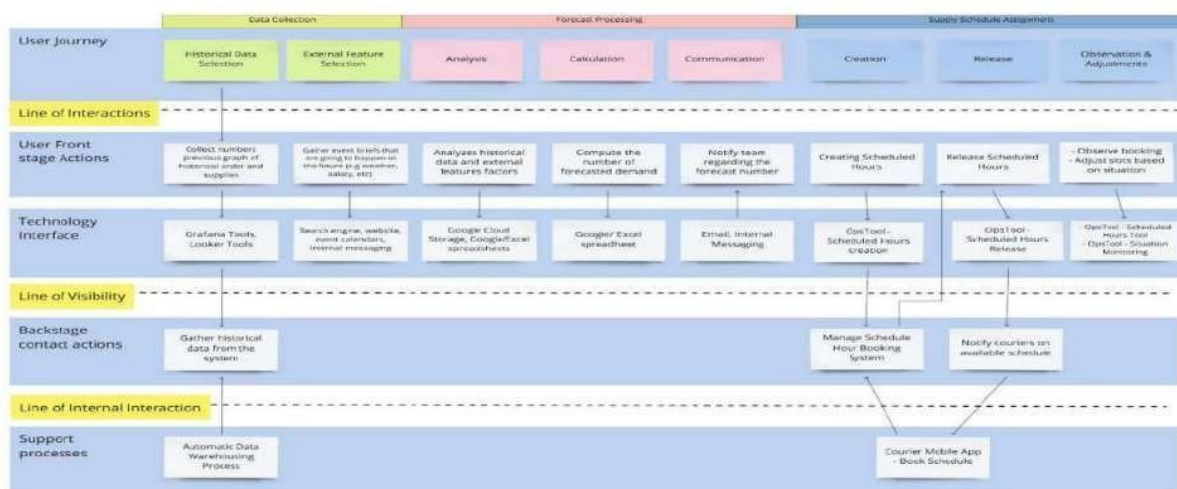 Data Collection
Forecast Processing
Supply Schedule Assignment
User Journey
Historical Data
Selection
External Feature
Selection
Analysis
Calculation
Communication
Creation
Release
Observation &
Adjustments
Line of Interactions
User Front
stage Actions
Collect numbers
previous graph of
historical order and
supplies
Gather event briefs that
are going to happen in
the future (e.g weather,
salary, etc)
Analyzes historical
data and external
features factors
Compute the
number of
forecasted demand
Notify team
regarding the
forecast number
Creating Scheduled
Hours
Release Scheduled
Hours
- Observe booking
- Adjust slots based
on situation
Technology
Interface
Grafana Tools,
Looker Tools
Search engine, website,
event calendars,
internal messaging
Google Cloud
Storage, Google/Excel
spreadsheets
Google/ Excel
spreadheet
Email, Internal
Messaging
OpsTool-
Scheduled Hours
Creation
OpsTool-
Scheduled Hours
Release
- OpsTool - Scheduled
Hours Tool
- OpsTool - Situation
Monitoring
Line of Visibility
Backstage
contact actions
Gather historical
data from the
system
Manage Schedule
Hour Booking
System
Notify couriers on
available schedule
Line of Internal Interaction
Support
processes
Automatic Data
Warehousing
Process
Courier Mobile App
- Book Schedule